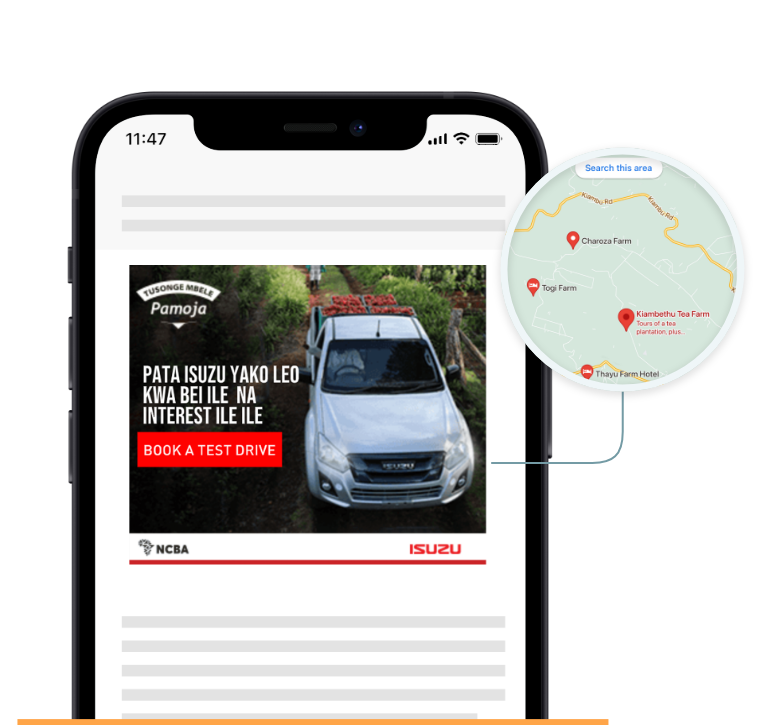 11:47
TUSONGE MBELE
Pamoja
PATA ISUZU YAKO LEO
KWA BEI ILE NA
INTEREST ILE ILE
BOOK A TEST DRIVE
ISUZU
NCBA
ISUZU
Search this area
Kiambu Rd
Kiambu Rd
Charoza Farm
Togi Farm
Kiambethu Tea Farm
Tours of a tea
plantation, plus..
Thayu Farm Hotel